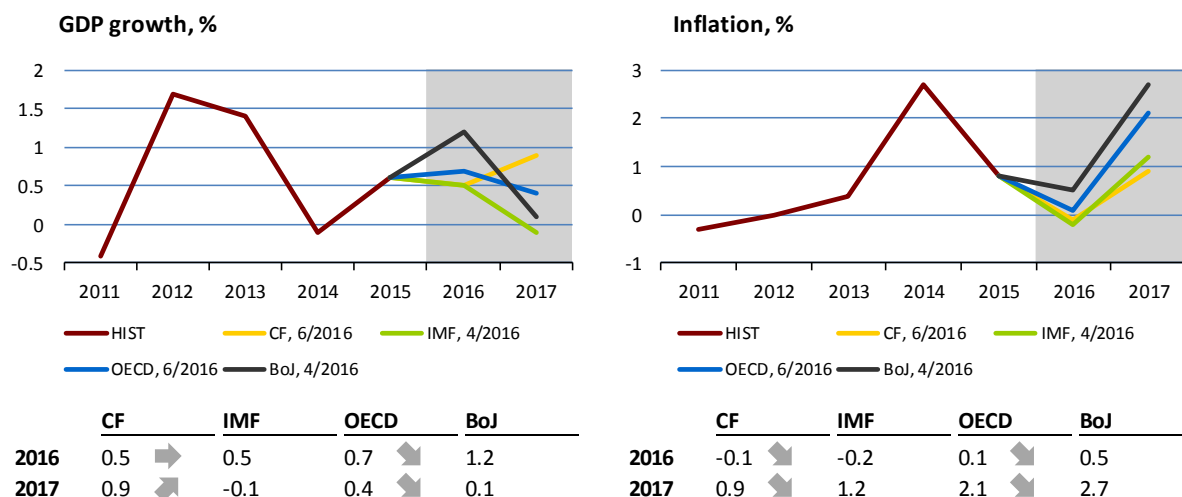 GDP growth, %
2
1.5
1
0.5
0
-0.5
2011 2012 2013 2014 2015 2016 2017
HIST CF, 6/2016 IMF, 4/2016
OECD, 6/2016 BoJ, 4/2016
CF IMF OECD BoJ
2016 0.5 0.5 0.7 1.2
2017 0.9 -0.1 0.4 0.1
Inflation, %
3
2
1
0
-1
2011 2012 2013 2014 2015 2016 2017
HIST CF, 6/2016 IMF, 4/2016
OECD, 6/2016 BoJ, 4/2016
CF IMF OECD BoJ
2016 -0.1 -0.2 0.1 0.5
2017 0.9 1.2 2.1 2.7